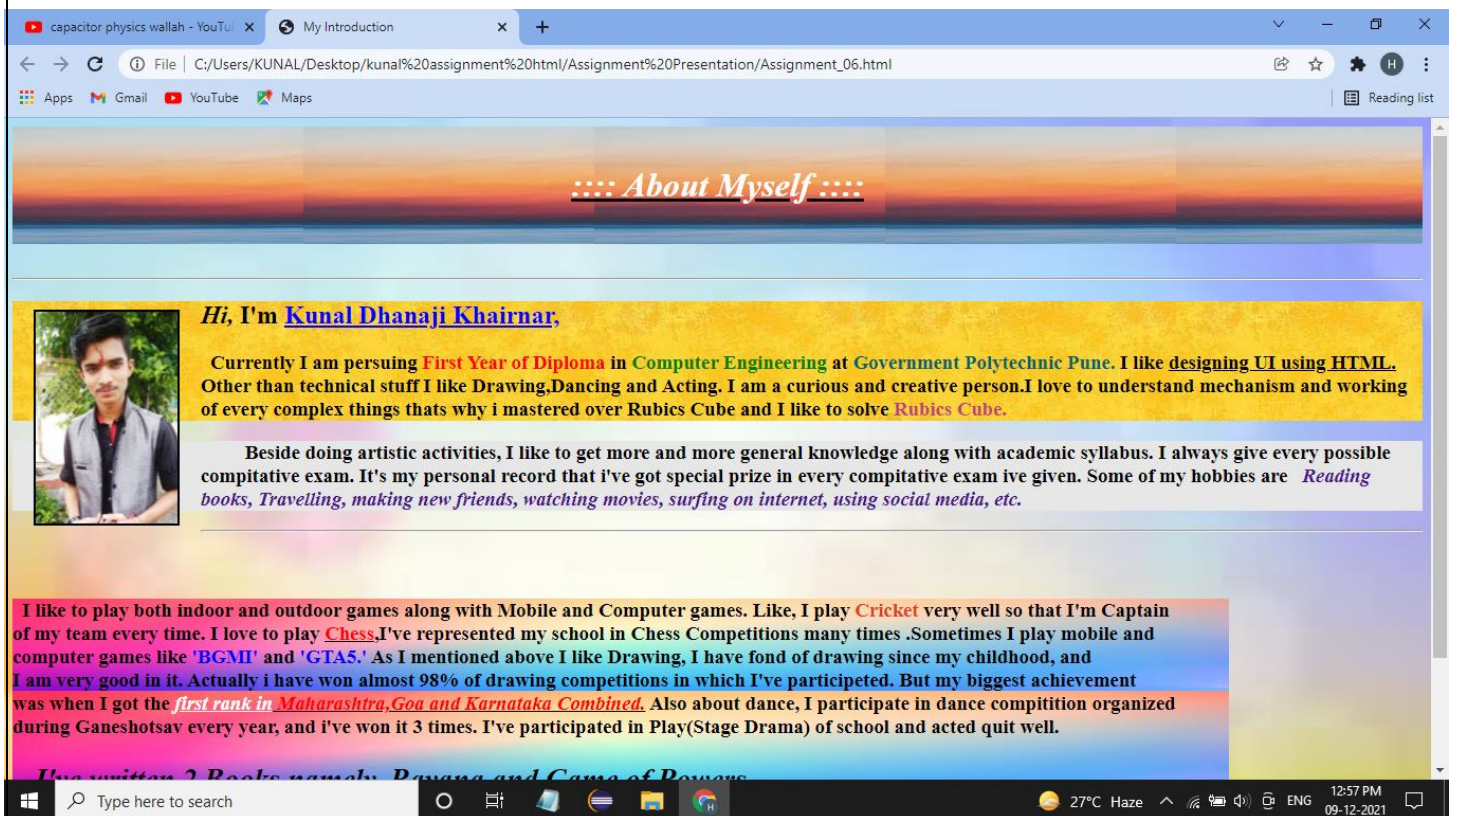 capacitor physics wallah - YouTu
My Introduction
File | C:/Users/KUNAL/Desktop/kunal%20assignment%20html/Assignment%20Presentation/Assignment_06.html
H
Apps Gmail YouTube Maps
Reading list
:::: About Myself ::::
Hi, I'm Kunal Dhanaji Khairnar,
Currently I am persuing First Year of Diploma in Computer Engineering at Government Polytechnic Pune. I like designing UI using HTML.
Other than technical stuff I like Drawing,Dancing and Acting. I am a curious and creative person.I love to understand mechanism and working
of every complex things thats why i mastered over Rubics Cube and I like to solve Rubics Cube.
Beside doing artistic activities, I like to get more and more general knowledge along with academic syllabus. I always give every possible
compitative exam. It's my personal record that i've got special prize in every compitative exam ive given. Some of my hobbies are Reading
books, Travelling, making new friends, watching movies, surfing on internet, using social media, etc.
I like to play both indoor and outdoor games along with Mobile and Computer games. Like, I play Cricket very well so that I'm Captain
of my team every time. I love to play Chess,I've represented my school in Chess Competitions many times .Sometimes I play mobile and
computer games like 'BGMI' and 'GTA5.' As I mentioned above I like Drawing, I have fond of drawing since my childhood, and
I am very good in it. Actually i have won almost 98% of drawing competitions in which I've participeted. But my biggest achievement
was when I got the first rank in Maharashtra,Goa and Karnataka Combined. Also about dance, I participate in dance compitition organized
during Ganeshotsav every year, and i've won it 3 times. I've participated in Play(Stage Drama) of school and acted quit well.
I've written 2 Books namely, Ravana and Game of Powers
Type here to search
27°C Haze
ENG
12:57 PM
09-12-2021